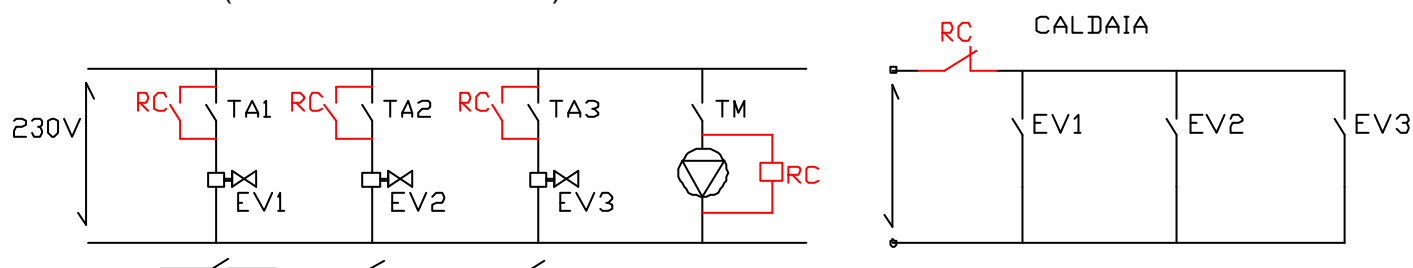 RC CALDAIA
RC TA1 RC TA2 RC TA3 TM
230V EV1 EV2 EV3
RC
EV1 EV2 EV3